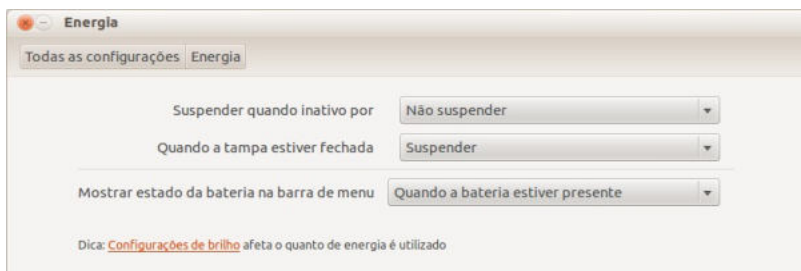 Energia
Todas as configurações Energia
Suspender quando inativo por Não suspender
Quando a tampa estiver fechada Suspender
Mostrar estado da bateria na barra de menu Quando a bateria estiver presente
Dica: Configurações de brilho afeta o quanto de energia é utilizado